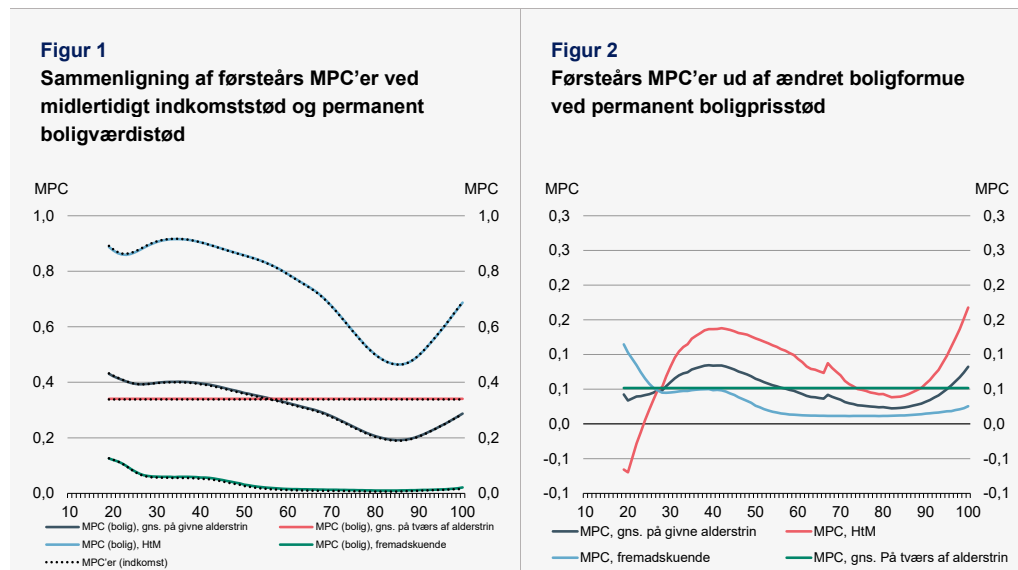 Figur 1
Sammenligning af førsteårs MPC'er ved
midlertidigt indkomststød og permanent
boligværdistød
MPC MPC
1,0 1,0
0,8 0,8
0,6 0,6
0,4 0,4
0,2 0,2
0,0 0,0
10 20 30 40 50 60 70 80 90 100
MPC (bolig), gns. på givne alderstrin MPC (bolig), gns. på tværs af alderstrin
MPC (bolig), HtM MPC (bolig), fremadskuende
MPC'er (indkomst)
Figur 2
Førsteårs MPC'er ud af ændret boligformue
ved permanent boligprisstød
MPC MPC
0,3 0,3
0,3 0,3
0,2 0,2
0,2 0,2
0,1 0,1
0,1 0,1
0,0 0,0
-0,1 -0,1
-0,1 -0,1
10 20 30 40 50 60 70 80 90 100
MPC, gns. på givne alderstrin MPC, HtM
MPC, fremadskuende MPC, gns. På tværs af alderstrin